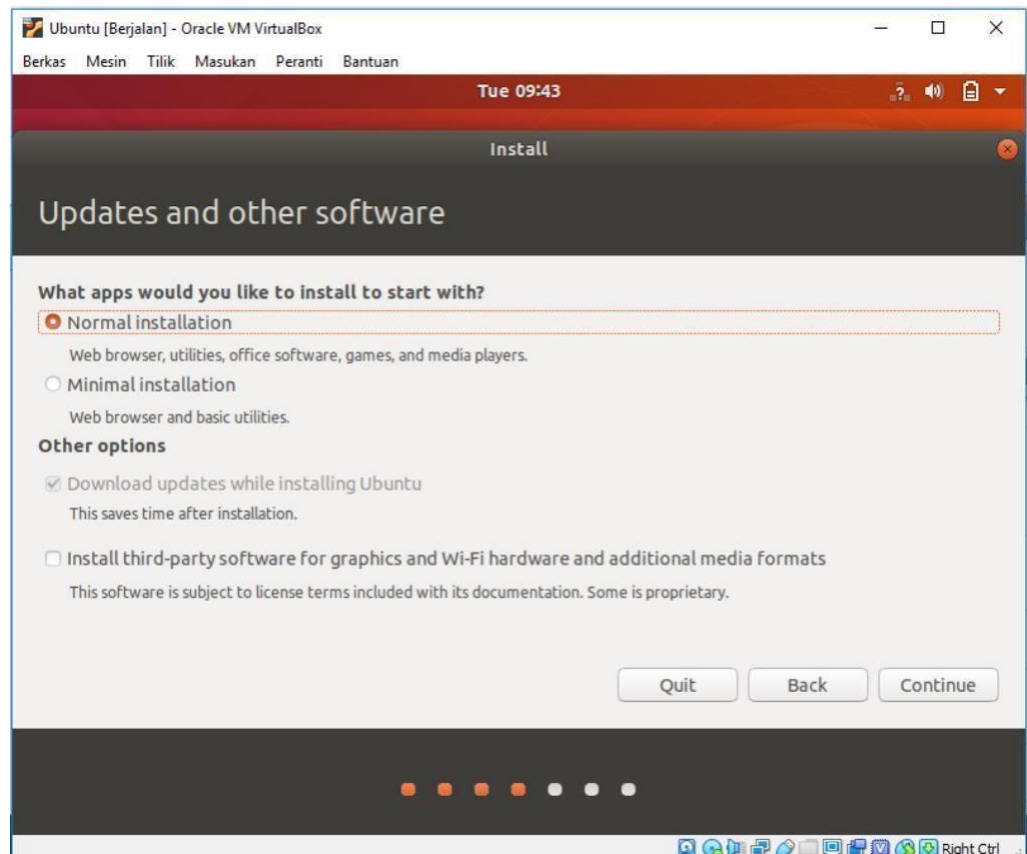 Ubuntu [Berjalan] - Oracle VM VirtualBox
Berkas Mesin Tilik Masukan Peranti Bantuan
Tue 09:43
?
Install
Updates and other software
What apps would you like to install to start with?
Normal installation
Web browser, utilities, office software, games, and media players.
Minimal installation
Web browser and basic utilities.
Other options
Download updates while installing Ubuntu
This saves time after installation.
Install third-party software for graphics and Wi-Fi hardware and additional media formats
This software is subject to license terms included with its documentation. Some is proprietary.
Quit Back Continue
Right Ctrl